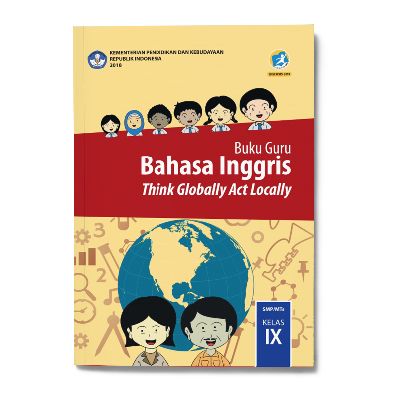 KEMENTERIAN PENDIDIKAN DAN KEBUDAYAAN
REPUBLIK INDONESIA
2018
Buku Guru
Bahasa Inggris
Think Globally Act Locally
SMP/MTs
KELAS
IX